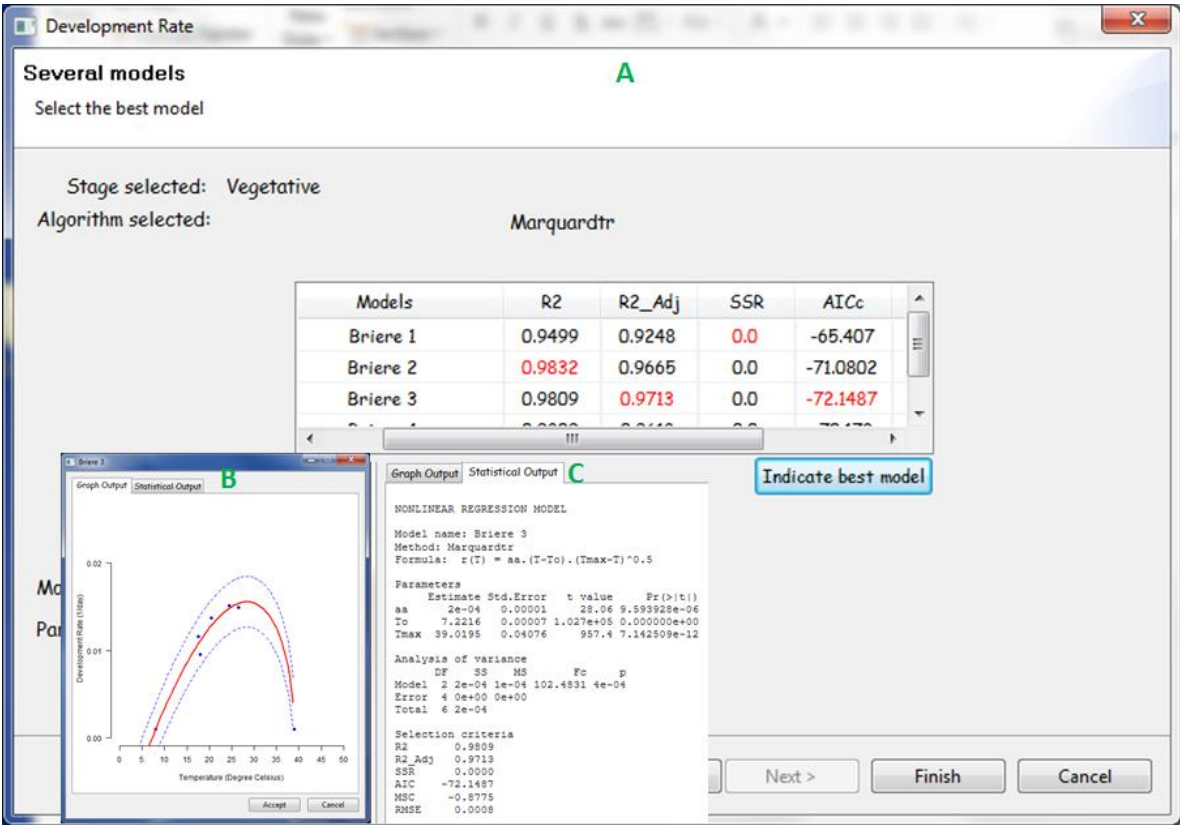 Development Rate
A
Several models
Select the best model
Stage selected: Vegetative
Algorithm selected: Marquardtr
Models R2 R2_Adj SSR AICc
Briere 1 0.9499 0.9248 0.0 -65.407
Briere 2 0.9832 0.9665 0.0 -71.0802
Briere 3 0.9809 0.9713 0.0 -72.1487
Indicate best model
Mo
Par
Next > Finish Cancel
Briere 3
B
Graph Output Statistical Output
Development Rate (1/day)
0.02
0.01
0.00
0 5 10 15 20 25 30 35 40 45 50
Temperature (Degree Celsius)
Accept Cancel
Graph Output Statistical Output C
NONLINEAR REGRESSION MODEL
Model name: Briere 3
Method: Marquardtr
Formula: r(T) = aa.(T-To).(Tmax-T)^0.5
Parameters
Estimate Std.Error t value Pr(>|t|)
aa 2e-04 0.00001 28.06 9.593928e-06
To 7.2216 0.00007 1.027e+05 0.000000e+00
Tmax 39.0195 0.04076 957.4 7.142509e-12
Analysis of variance
DF SS MS Fc p
Model 2 2e-04 1e-04 102.4831 4e-04
Error 4 0e+00 0e+00
Total 6 2e-04
Selection criteria
R2 0.9809
R2_Adj 0.9713
SSR 0.0000
AIC -72.1487
MSC -0.8775
RMSE 0.0008